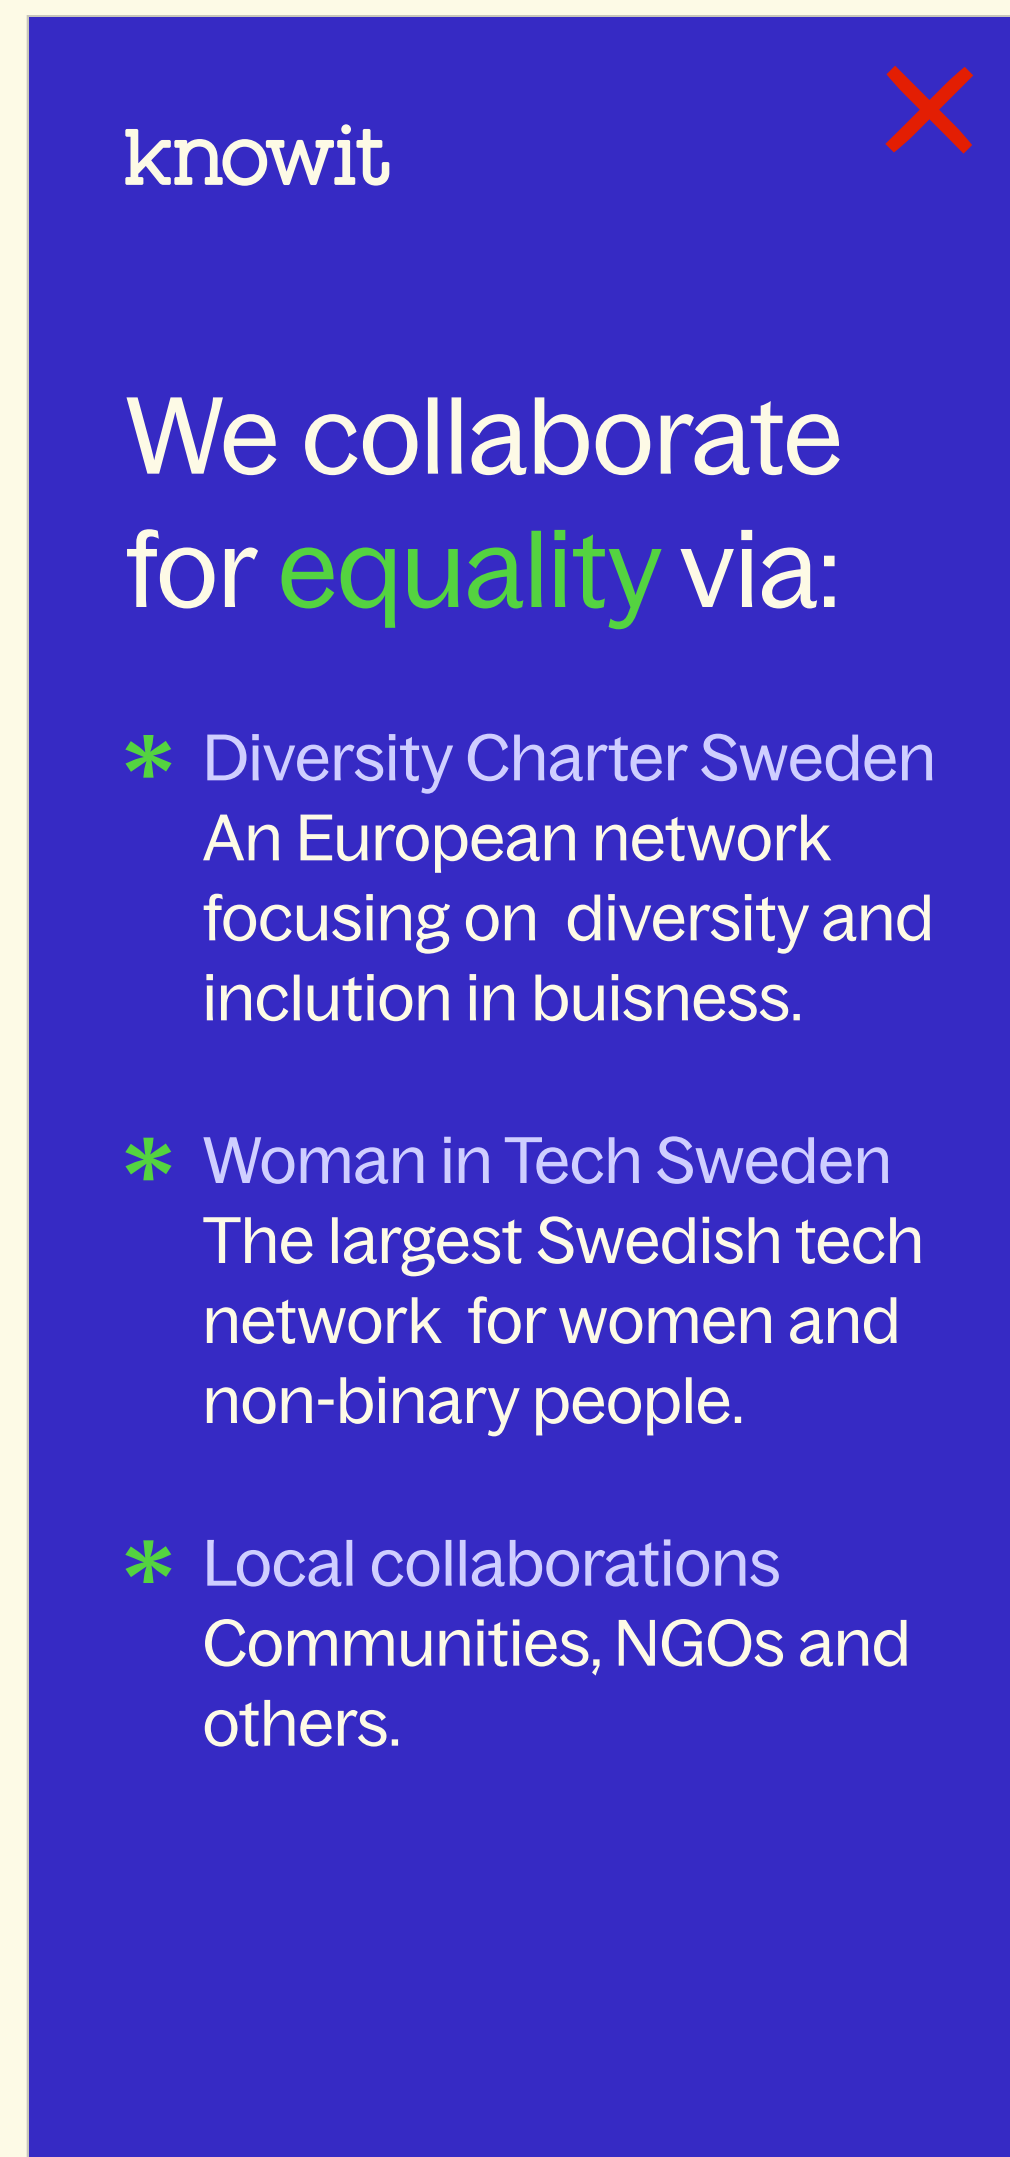 knowit
We collaborate
for equality via:
* Diversity Charter Sweden
An European network
focusing on  diversity and
inclution in buisness.
* Woman in Tech Sweden
The largest Swedish tech
network  for women and
non-binary people.
* Local collaborations
Communities, NGOs and
others.